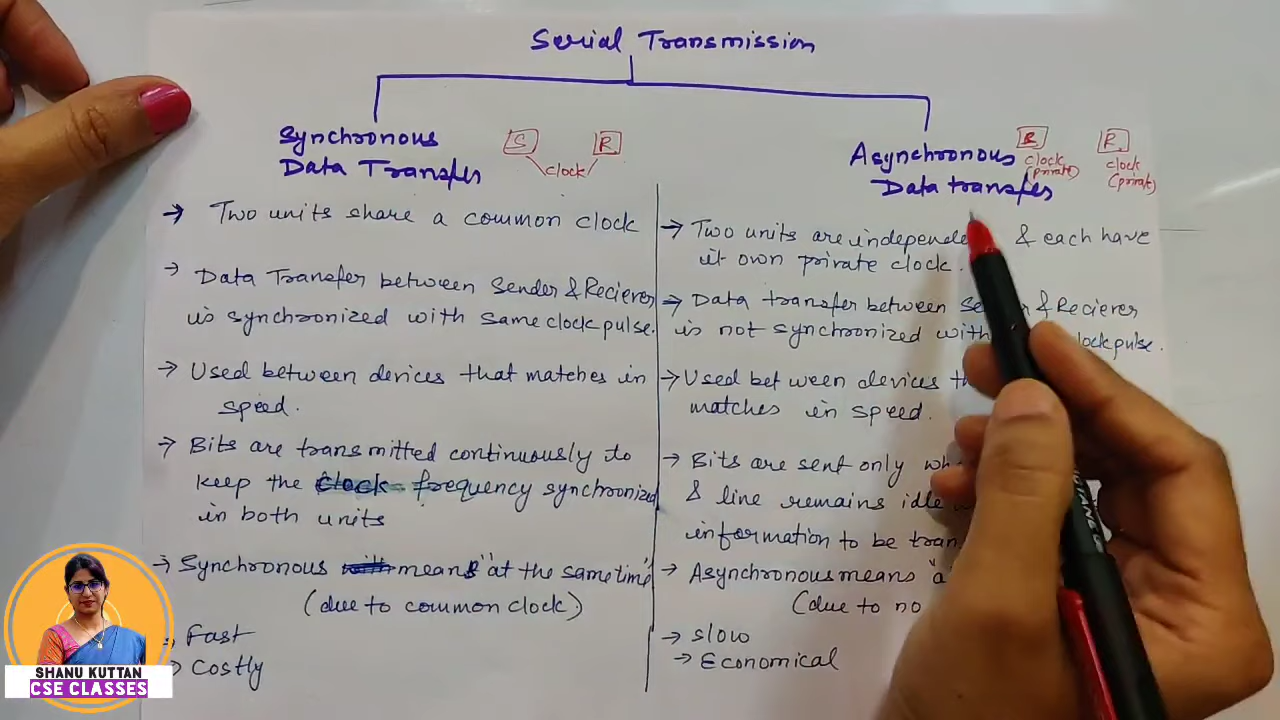 Serial Transmission
Synchronous
Data Transfer
S R
clock
→ Two units share a common clock
→ Data Transfer between Sender & Reciever
is synchronized with same clock pulse.
→ Used between devices that matches in
speed.
→ Bits are transmitted continuously to
keep the clock frequency synchronized
in both units
→ Synchronous means "at the same time"
(due to common clock)
→ Fast
→ Costly
Asynchronous
Data transfer
R
clock
(private)
clock
(private)
→ Two units are & each have
it own private clock.
→ Data transfer between & Reciever
is not synchronized with pulse.
→ Used between devices
matches in speed.
→ Bits are sent only
& line remains idle
information to be
→ Asynchronous means
(due to no
→ slow
→ Economical
SHANU KUTTAN
CSE CLASSES